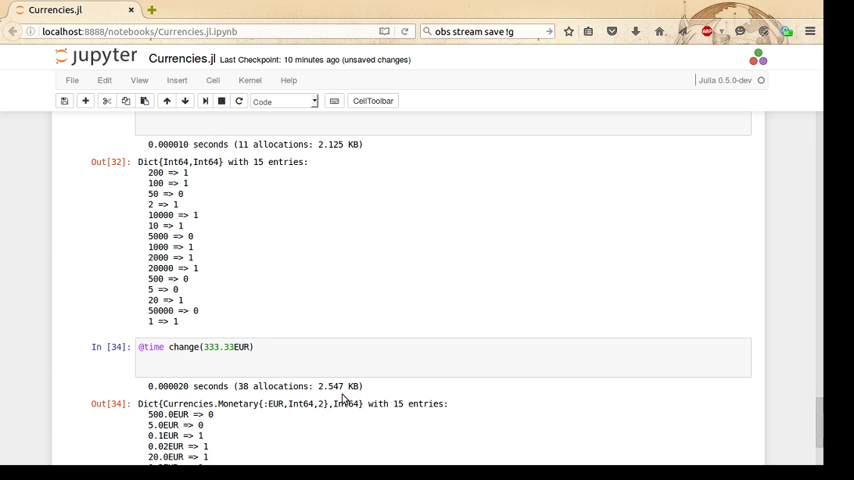 Currencies.jl
localhost:8888/notebooks/Currencies.jl.ipynb
obs stream save !g
ABP
jupyter Currencies.jl Last Checkpoint: 10 minutes ago (unsaved changes)
File Edit View Insert Cell Kernel Help
Julia 0.5.0-dev
Code
CellToolbar
0.000010 seconds (11 allocations: 2.125 KB)
Out[32]: Dict{Int64,Int64} with 15 entries:
200 => 1
100 => 1
50 => 0
2 => 1
10000 => 1
10 => 1
5000 => 0
1000 => 1
2000 => 1
20000 => 1
500 => 0
5 => 0
20 => 1
50000 => 0
1 => 1
In [34]: @time change(333.33EUR)
0.000020 seconds (38 allocations: 2.547 KB)
Out[34]: Dict{Currencies.Monetary{:EUR,Int64,2},Int64} with 15 entries:
500.0EUR => 0
5.0EUR => 0
0.1EUR => 1
0.02EUR => 1
20.0EUR => 1